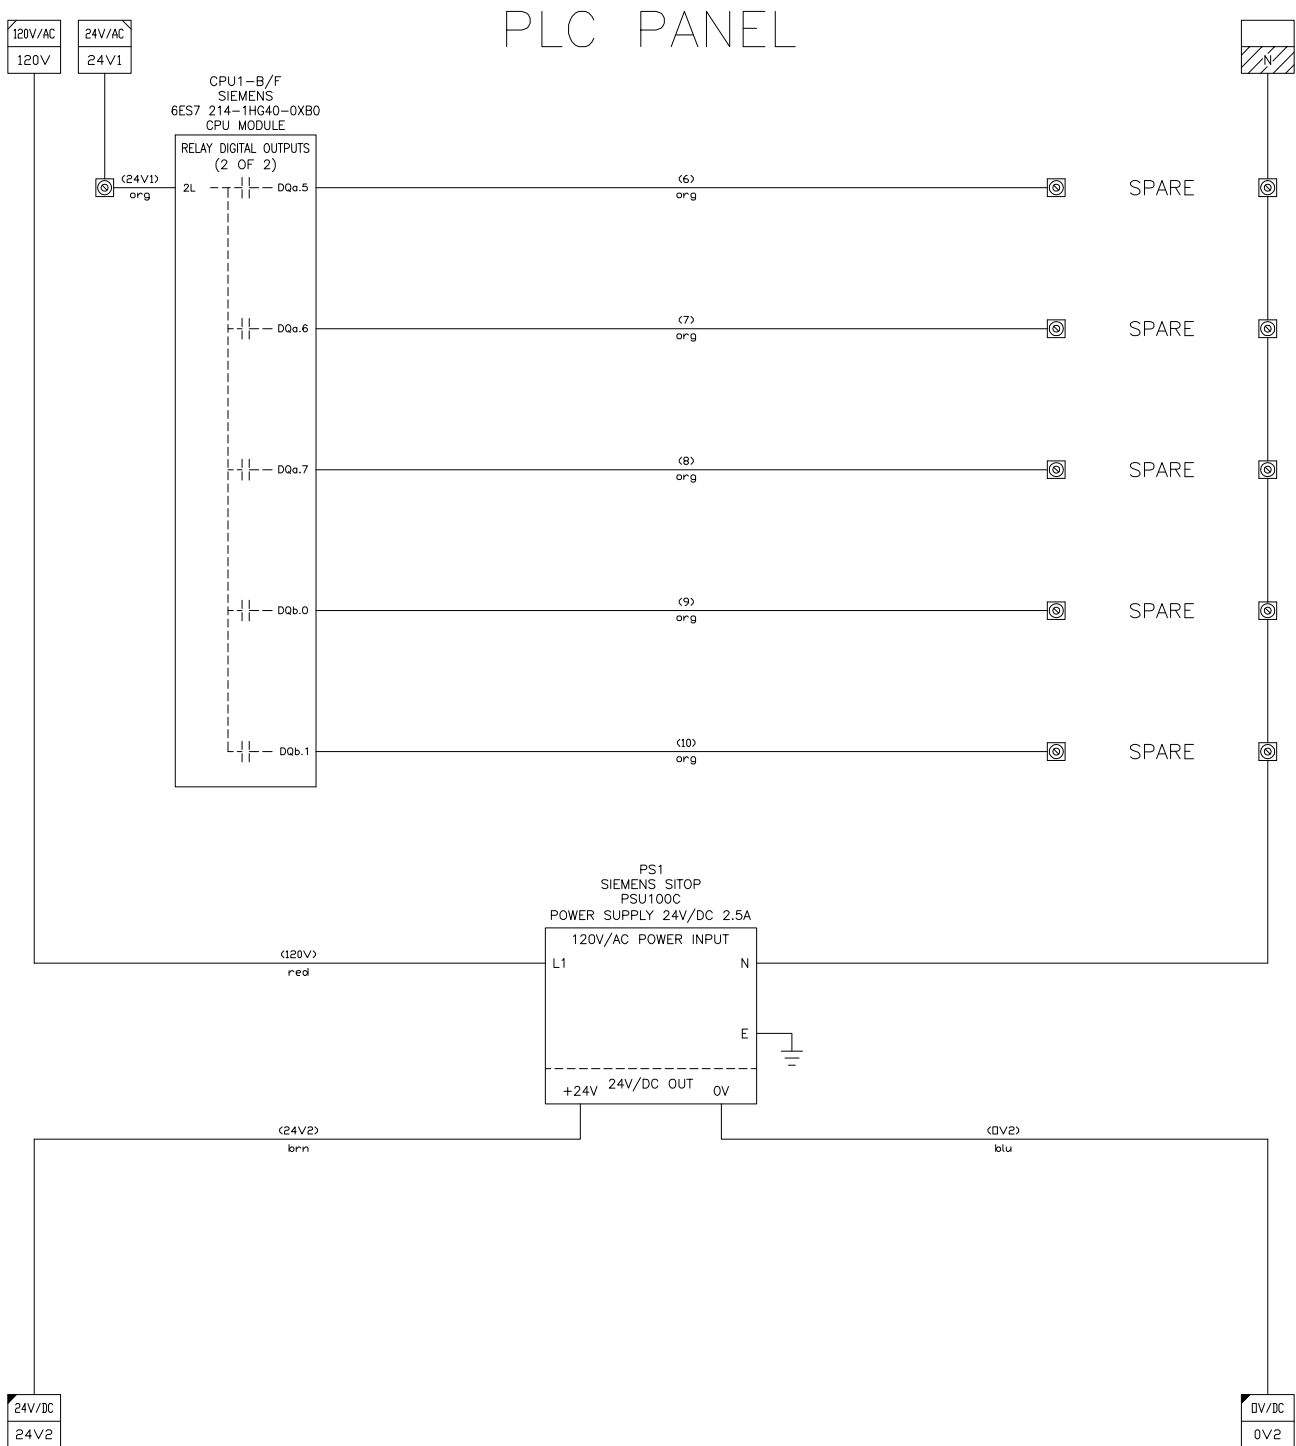 PLC PANEL
120V/AC
120V
24V/AC
24V1
N
CPU1-B/F
SIEMENS
6ES7 214-1HG40-0XB0
CPU MODULE
RELAY DIGITAL OUTPUTS
(2 OF 2)
(24V1)
org
2L
DQa.5
(6)
org
SPARE
DQa.6
(7)
org
SPARE
DQa.7
(8)
org
SPARE
DQb.0
(9)
org
SPARE
DQb.1
(10)
org
SPARE
PS1
SIEMENS SITOP
PSU100C
POWER SUPPLY 24V/DC 2.5A
120V/AC POWER INPUT
(120V)
red
L1
N
E
24V/DC OUT
+24V
0V
(24V2)
brn
(0V2)
blu
24V/DC
24V2
0V/DC
0V2